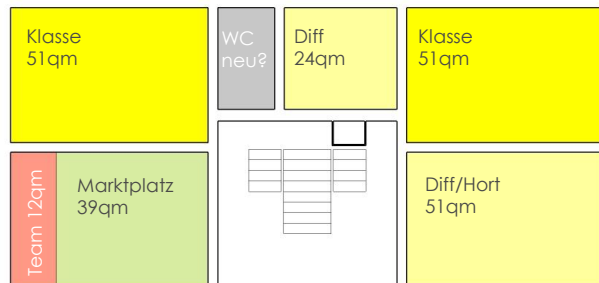 Klasse
51qm
WC
neu?
Diff
24qm
Klasse
51qm
Team 12qm
Marktplatz
39qm
Diff/Hort
51qm